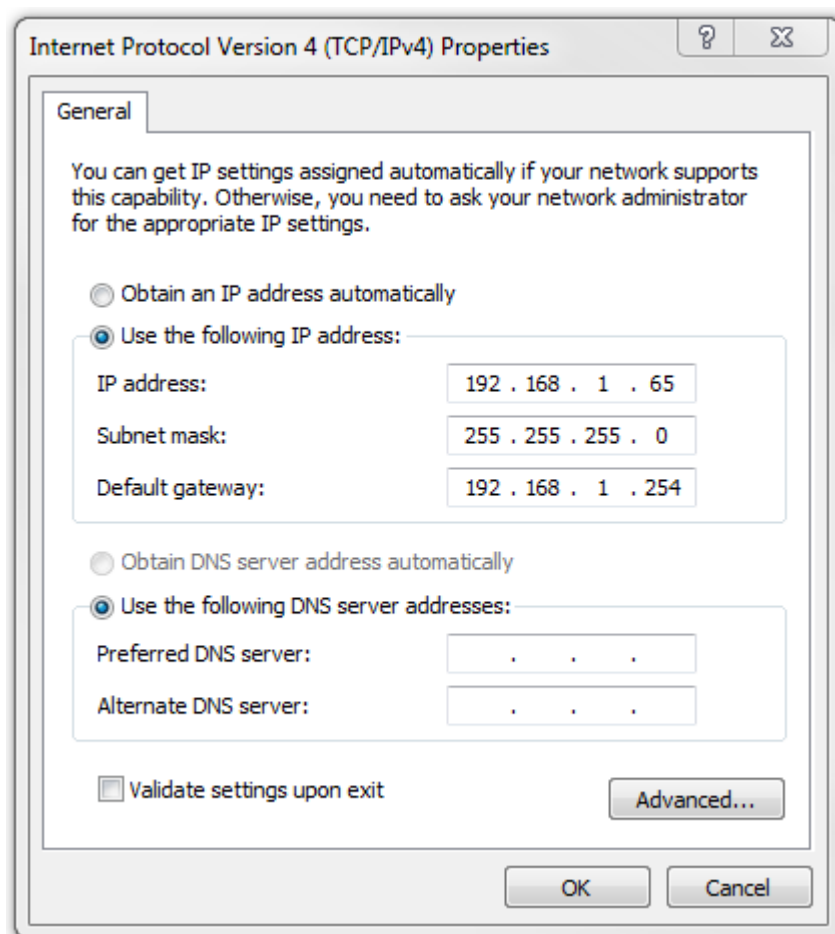 Internet Protocol Version 4 (TCP/IPv4) Properties
General
You can get IP settings assigned automatically if your network supports
this capability. Otherwise, you need to ask your network administrator
for the appropriate IP settings.
Obtain an IP address automatically
Use the following IP address:
IP address: 192 . 168 . 1 . 65
Subnet mask: 255 . 255 . 255 . 0
Default gateway: 192 . 168 . 1 . 254
Obtain DNS server address automatically
Use the following DNS server addresses:
Preferred DNS server: . . .
Alternate DNS server: . . .
Validate settings upon exit
Advanced...
OK Cancel